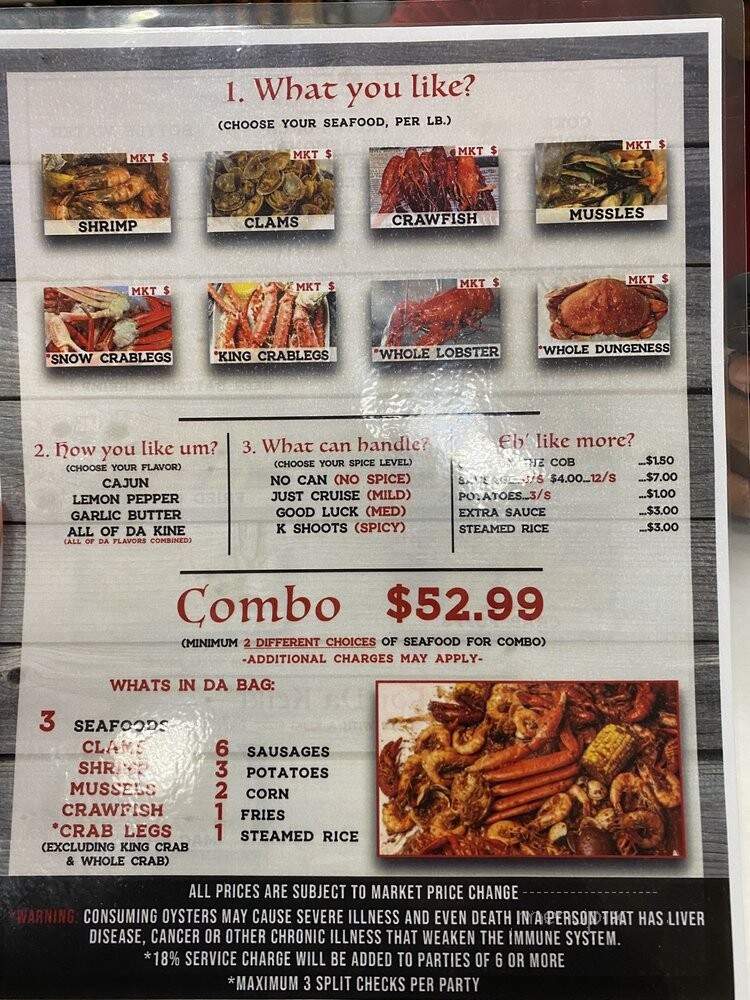 1. What you like?
(CHOOSE YOUR SEAFOOD, PER LB.)
MKT $
SHRIMP
MKT $
CLAMS
MKT $
CRAWFISH
MKT $
MUSSLES
MKT $
*SNOW CRABLEGS
MKT $
*KING CRABLEGS
MKT $
*WHOLE LOBSTER
MKT $
*WHOLE DUNGENESS
2. How you like um?
(CHOOSE YOUR FLAVOR)
CAJUN
LEMON PEPPER
GARLIC BUTTER
ALL OF DA KINE
(ALL OF DA FLAVORS COMBINED)
3. What can handle?
(CHOOSE YOUR SPICE LEVEL)
NO CAN (NO SPICE)
JUST CRUISE (MILD)
GOOD LUCK (MED)
K SHOOTS (SPICY)
Eh' like more?
THE COB ...$1.50
SAUSAGE...5/S $4.00...12/S ...$7.00
POTATOES...3/S ...$1.00
EXTRA SAUCE ...$3.00
STEAMED RICE ...$3.00
Combo $52.99
(MINIMUM 2 DIFFERENT CHOICES OF SEAFOOD FOR COMBO)
-ADDITIONAL CHARGES MAY APPLY-
WHATS IN DA BAG:
3 SEAFOODS
CLAMS
SHRIMP
MUSSELS
CRAWFISH
*CRAB LEGS
(EXCLUDING KING CRAB
& WHOLE CRAB)
6 SAUSAGES
3 POTATOES
2 CORN
1 FRIES
1 STEAMED RICE
ALL PRICES ARE SUBJECT TO MARKET PRICE CHANGE
*WARNING: CONSUMING OYSTERS MAY CAUSE SEVERE ILLNESS AND EVEN DEATH IN A PERSON THAT HAS LIVER
DISEASE, CANCER OR OTHER CHRONIC ILLNESS THAT WEAKEN THE IMMUNE SYSTEM.
*18% SERVICE CHARGE WILL BE ADDED TO PARTIES OF 6 OR MORE
*MAXIMUM 3 SPLIT CHECKS PER PARTY